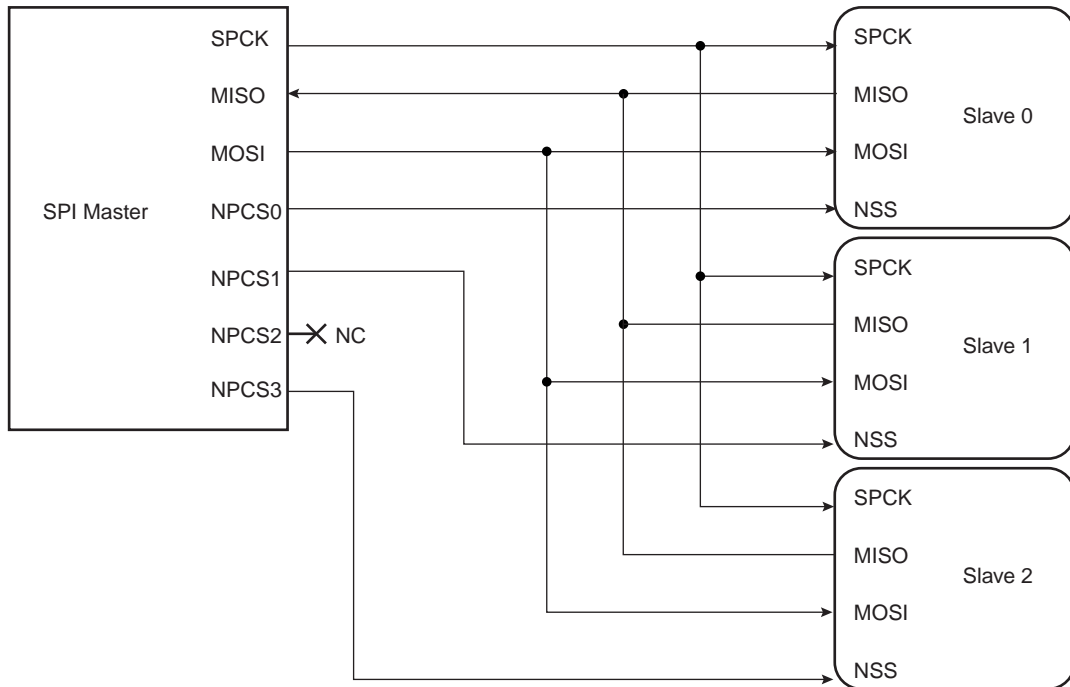 SPCK
MISO
MOSI
SPI Master
NPCS0
NPCS1
NPCS2
NC
NPCS3
SPCK
MISO
Slave 0
MOSI
NSS
SPCK
MISO
Slave 1
MOSI
NSS
SPCK
MISO
Slave 2
MOSI
NSS